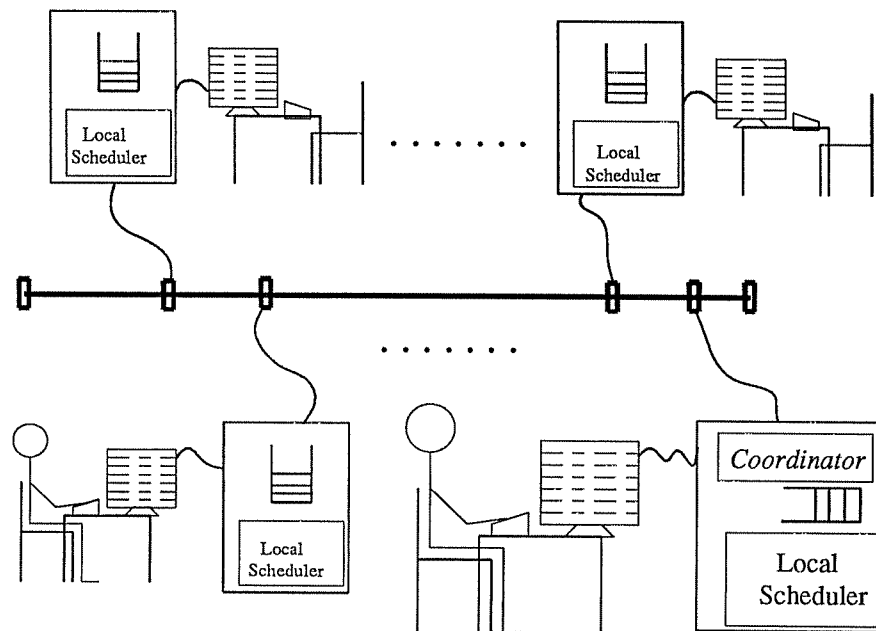 Local
Scheduler
Local
Scheduler
Local
Scheduler
Coordinator
Local
Scheduler